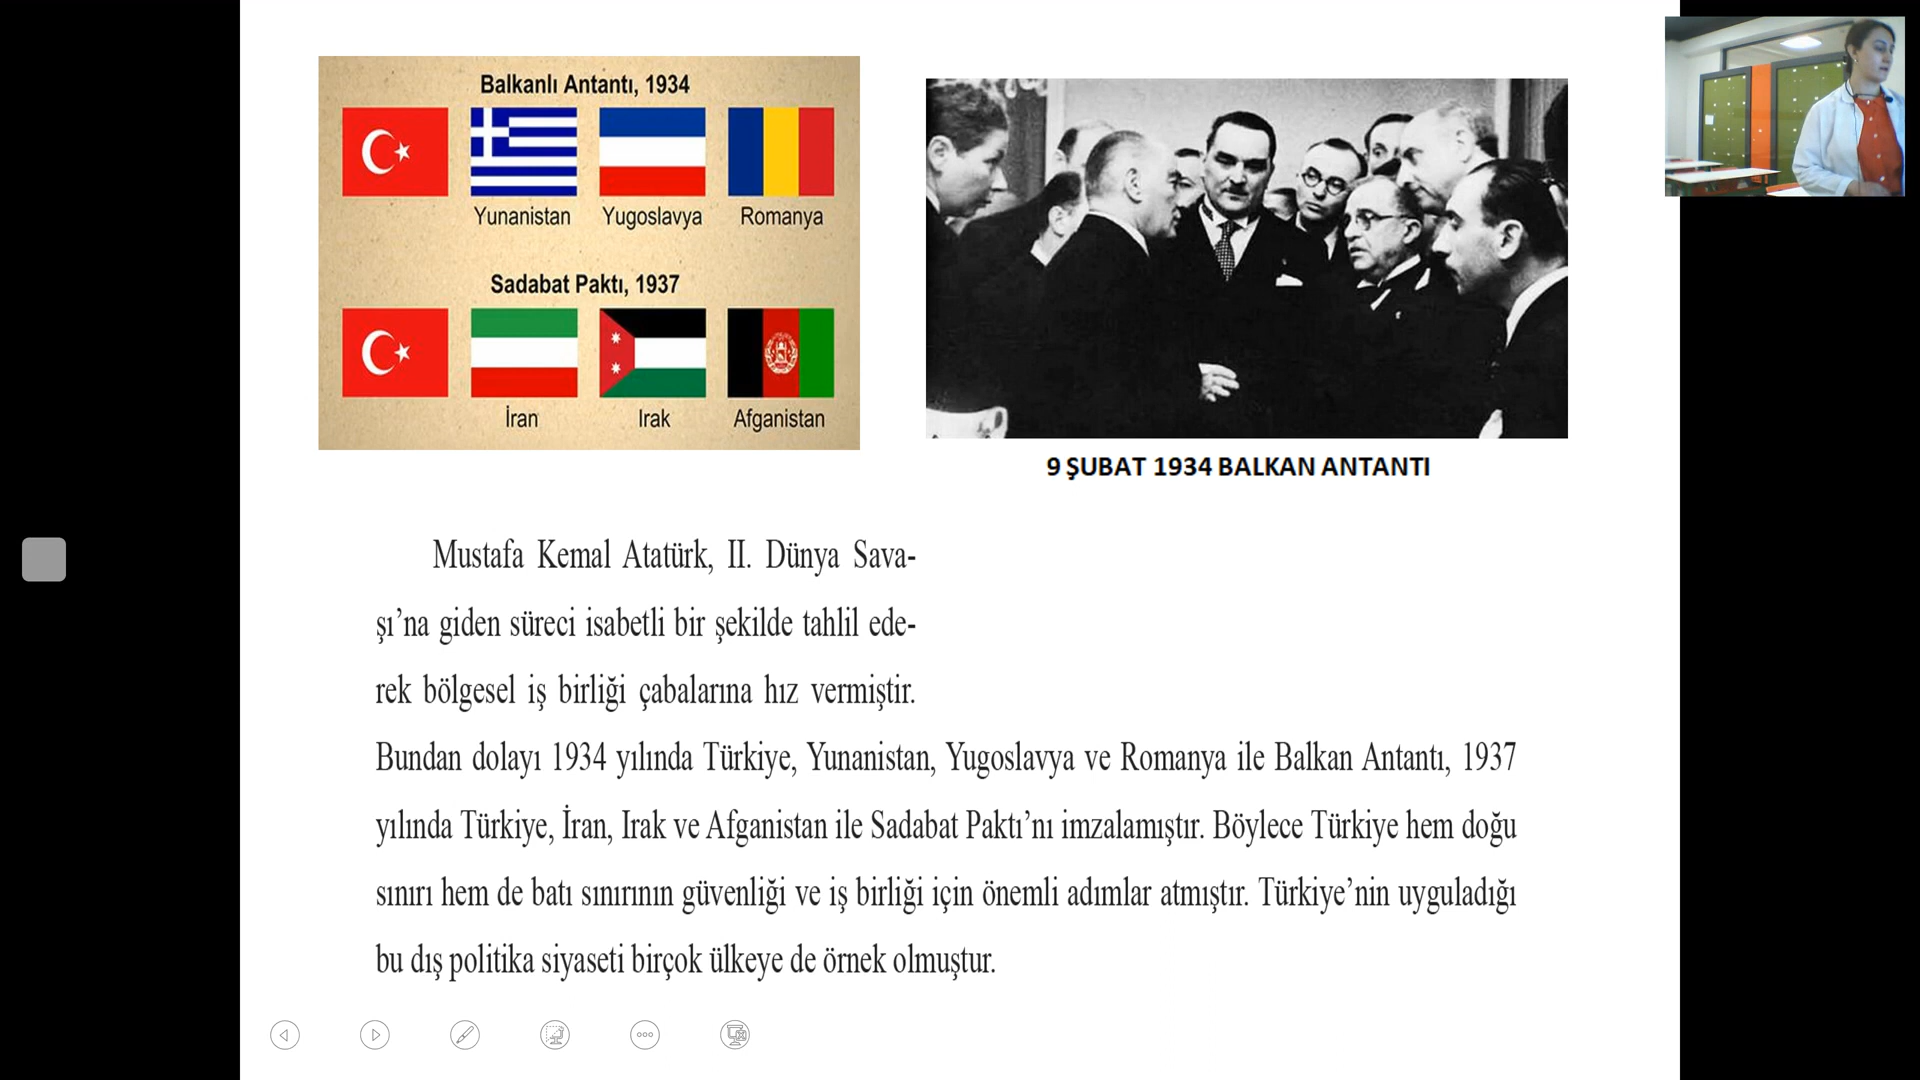 Balkanlı Antantı, 1934
Yunanistan
Yugoslavya
Romanya
Sadabat Paktı, 1937
İran
Irak
Afganistan
9 ŞUBAT 1934 BALKAN ANTANTI
Mustafa Kemal Atatürk, II. Dünya Sava-
şı’na giden süreci isabetli bir şekilde tahlil ede-
rek bölgesel iş birliği çabalarına hız vermiştir.
Bundan dolayı 1934 yılında Türkiye, Yunanistan, Yugoslavya ve Romanya ile Balkan Antantı, 1937
yılında Türkiye, İran, Irak ve Afganistan ile Sadabat Paktı’nı imzalamıştır. Böylece Türkiye hem doğu
sınırı hem de batı sınırının güvenliği ve iş birliği için önemli adımlar atmıştır. Türkiye’nin uyguladığı
bu dış politika siyaseti birçok ülkeye de örnek olmuştur.